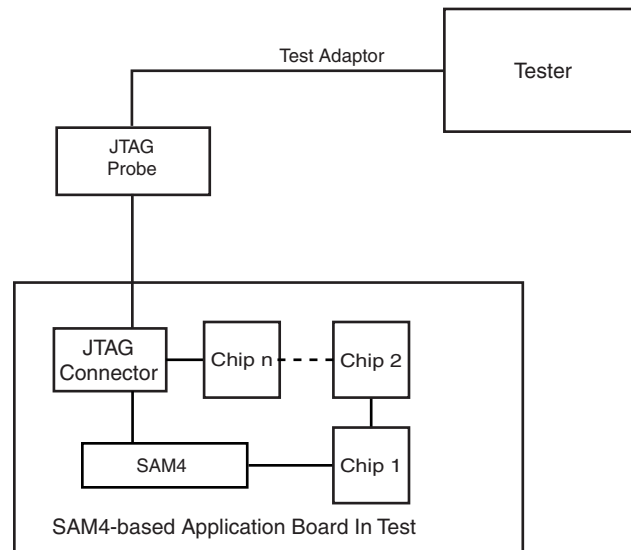 Test Adaptor
Tester
JTAG
Probe
JTAG
Connector
Chip n
Chip 2
SAM4
Chip 1
SAM4-based Application Board In Test